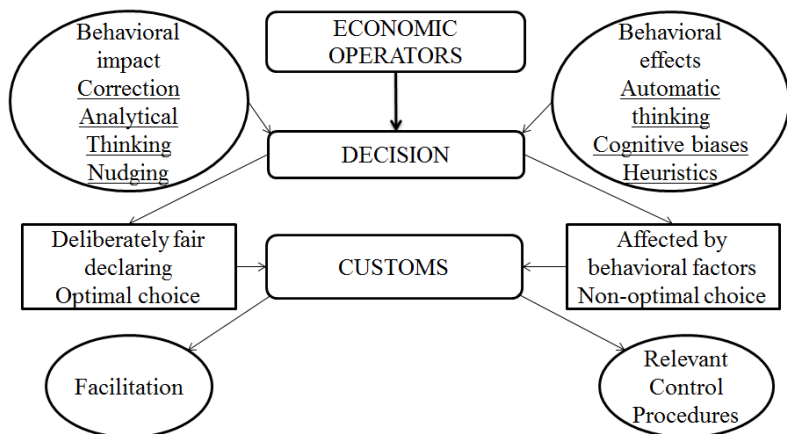 Behavioral
impact
Correction
Analytical
Thinking
Nudging
ECONOMIC
OPERATORS
Behavioral
effects
Automatic
thinking
Cognitive biases
Heuristics
DECISION
Deliberately fair
declaring
Optimal choice
CUSTOMS
Affected by
behavioral factors
Non-optimal choice
Facilitation
Relevant
Control
Procedures